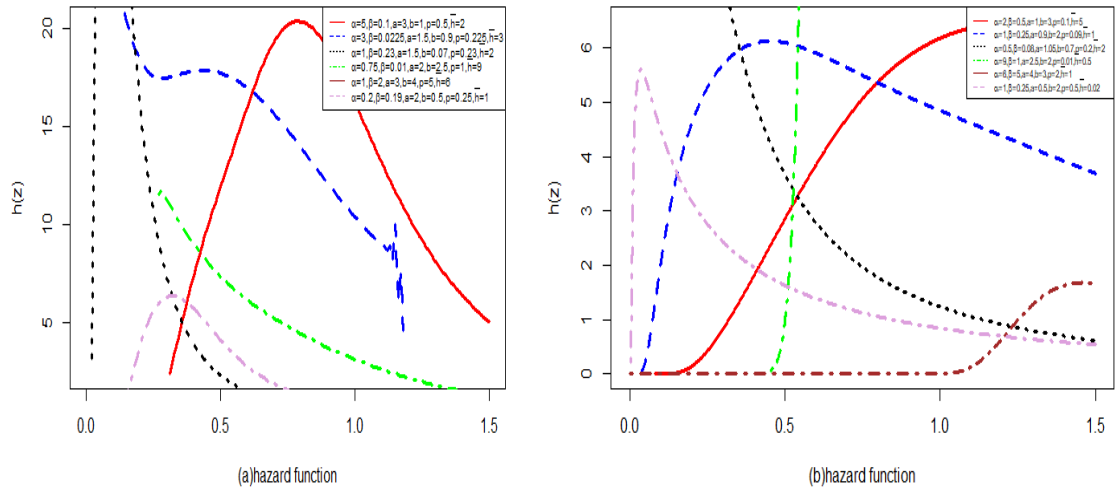 h(z)
20
15
10
5
α=5,β=0.1,a=3,b=1,p=0.5,h=2
α=3,β=0.0225,a=1.5,b=0.9,p=0.225,h=3
α=1,β=0.23,a=1.5,b=0.07,p=0.23,h=2
α=0.75,β=0.01,a=2,b=2.5,p=1,h=9
α=1,β=2,a=3,b=4,p=5,h=6
α=0.2,β=0.19,a=2,b=0.5,p=0.25,h=1
0.0 0.5 1.0 1.5
(a)hazard function
h(z)
6
5
4
3
2
1
0
α=2,β=0.5,a=1,b=3,p=0.1,h=5
α=1,β=0.25,a=0.9,b=2,p=0.09,h=1
α=0.5,β=0.08,a=1.05,b=0.7,p=0.2,h=2
α=9,β=1,a=2.5,b=2,p=0.01,h=0.5
α=6,β=5,a=4,b=3,p=2,h=1
α=1,β=0.25,a=0.5,b=2,p=0.5,h=0.02
0.0 0.5 1.0 1.5
(b)hazard function